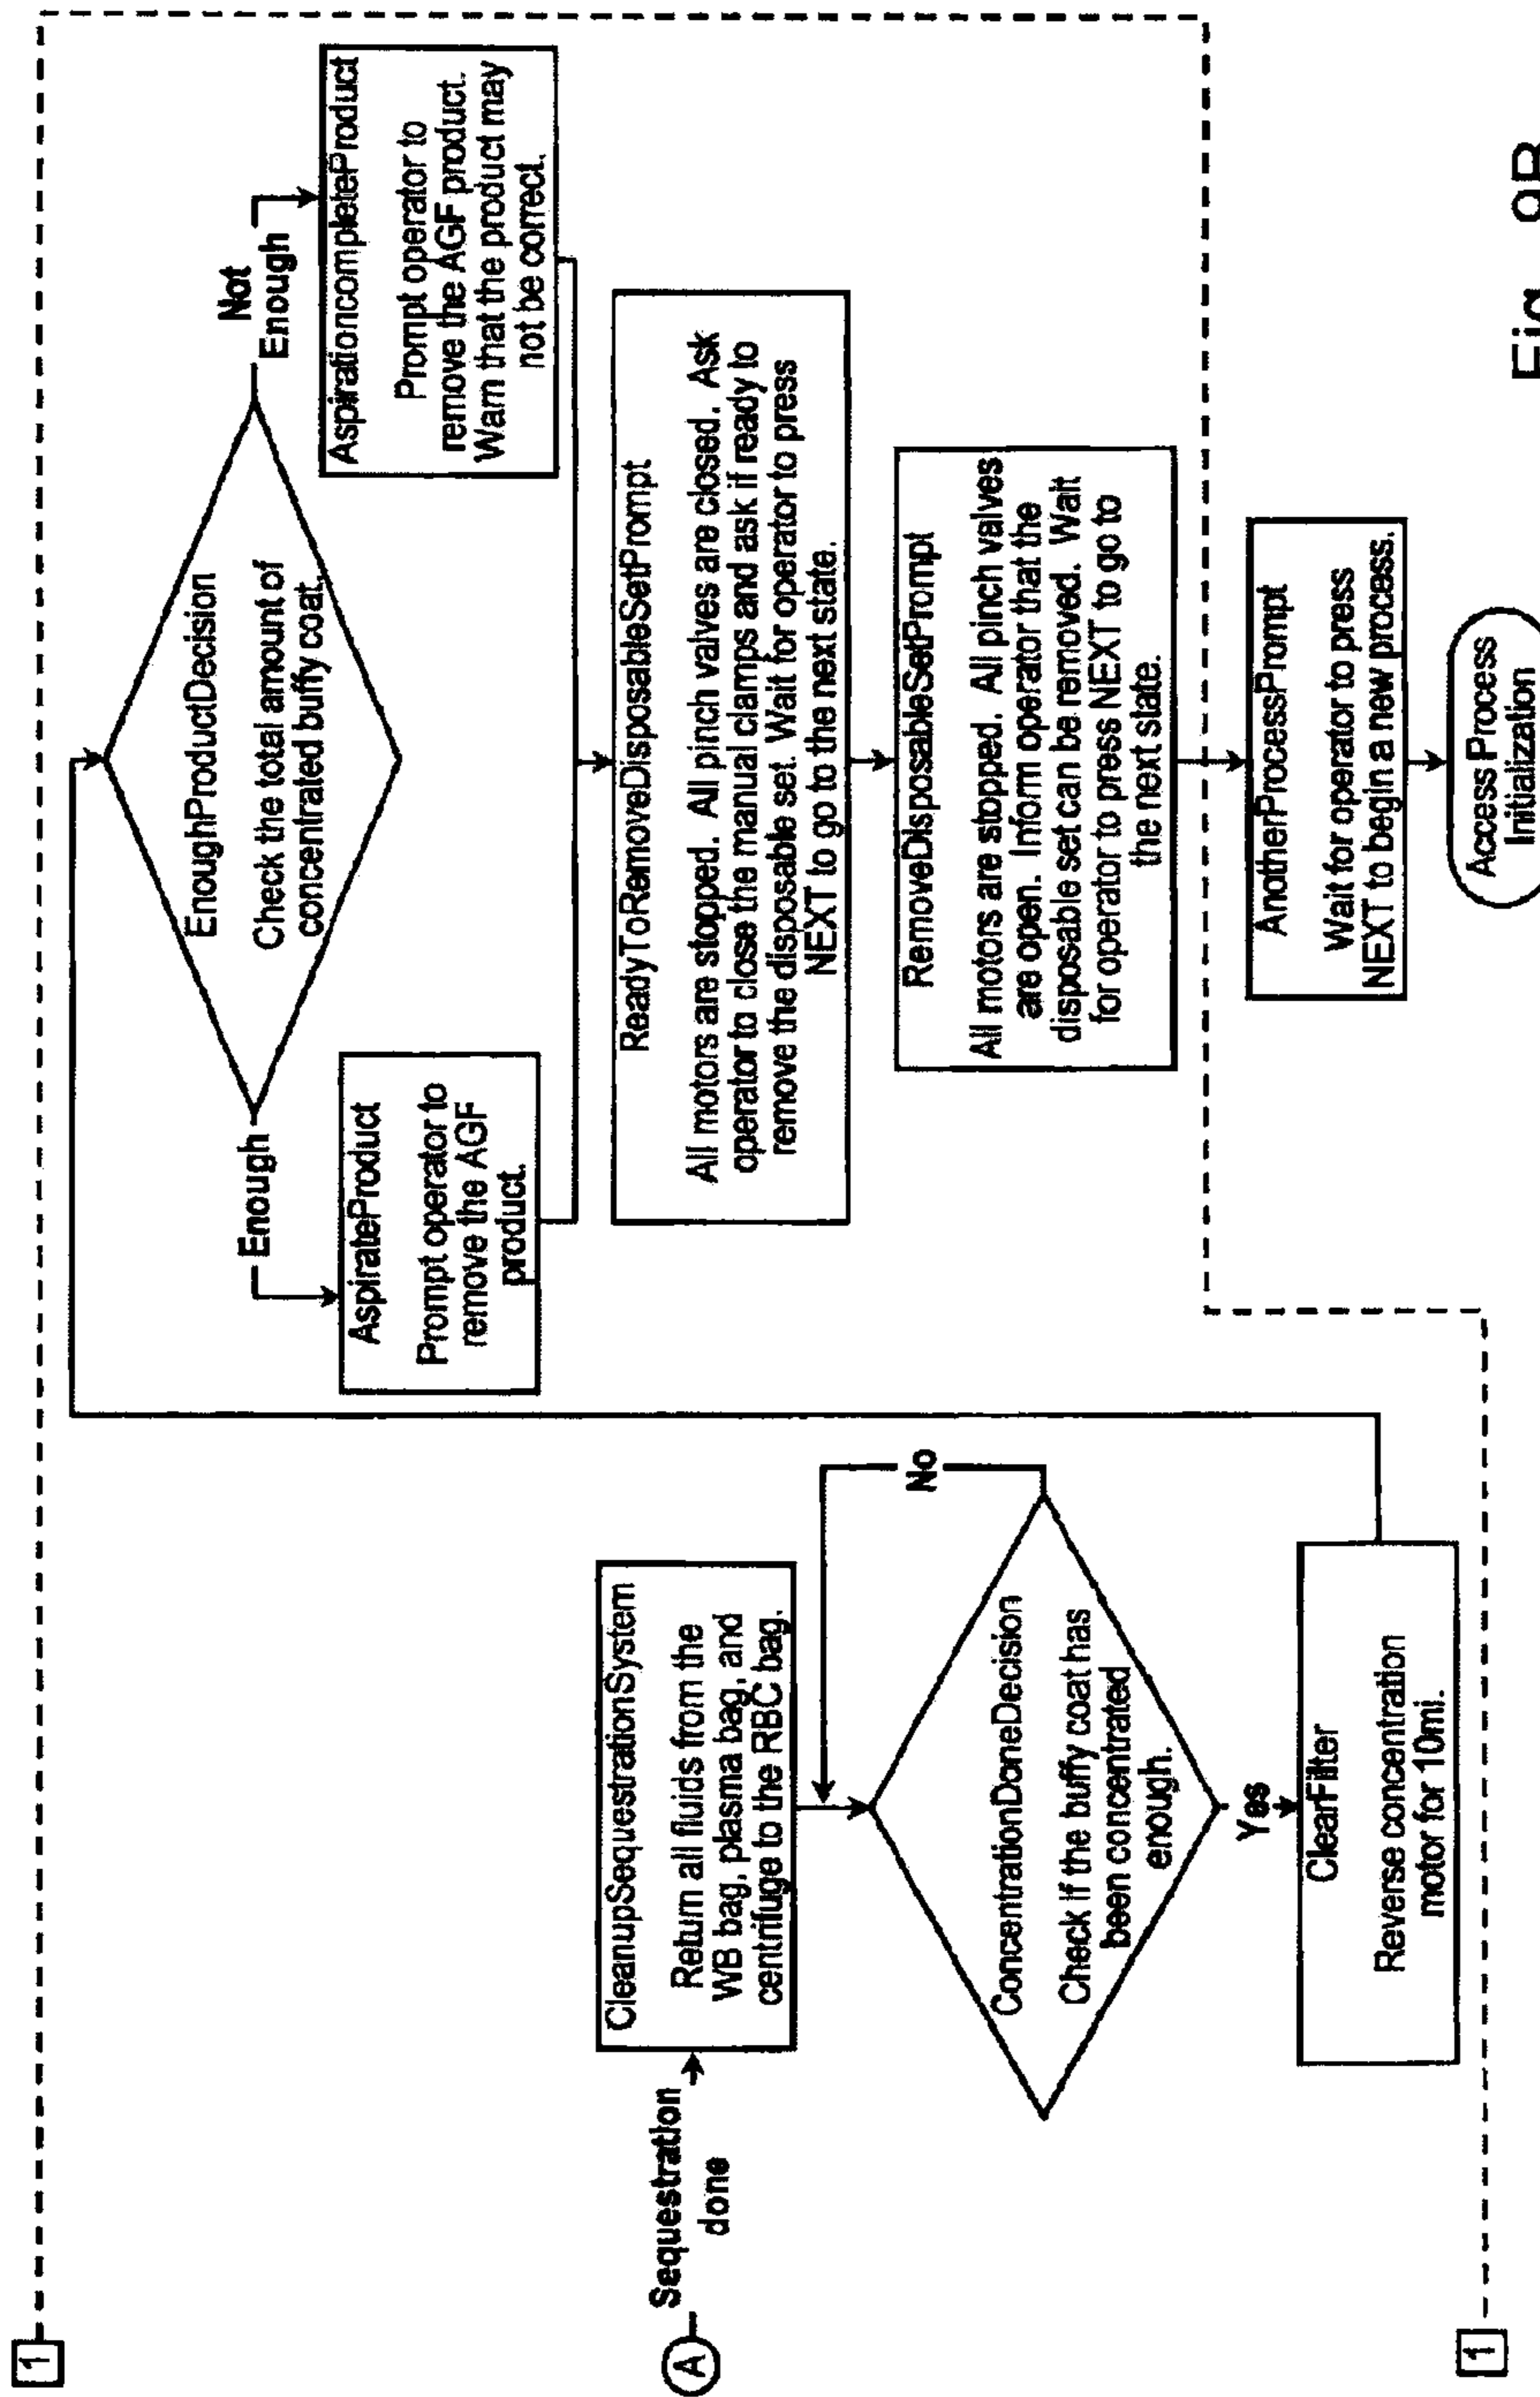 1
A
Sequestration
done
CleanupSequestrationSystem
Return all fluids from the
WB bag, plasma bag, and
centrifuge to the RBC bag.
ConcentrationDoneDecision
Check if the buffy coat has
been concentrated
enough.
No
Yes
ClearFilter
Reverse concentration
motor for 10ml.
1
EnoughProductDecision
Check the total amount of
concentrated buffy coat.
Enough
Not
Enough
AspirateProduct
Prompt operator to
remove the AGF
product.
AspirationcompleteProduct
Prompt operator to
remove the AGF product.
Warn that the product may
not be correct.
ReadyToRemoveDisposableSetPrompt
All motors are stopped. All pinch valves are closed. Ask
operator to close the manual clamps and ask if ready to
remove the disposable set. Wait for operator to press
NEXT to go to the next state.
RemoveDisposableSetPrompt
All motors are stopped. All pinch valves
are open. Inform operator that the
disposable set can be removed. Wait
for operator to press NEXT to go to
the next state.
AnotherProcessPrompt
Wait for operator to press
NEXT to begin a new process.
Access Process
Initialization